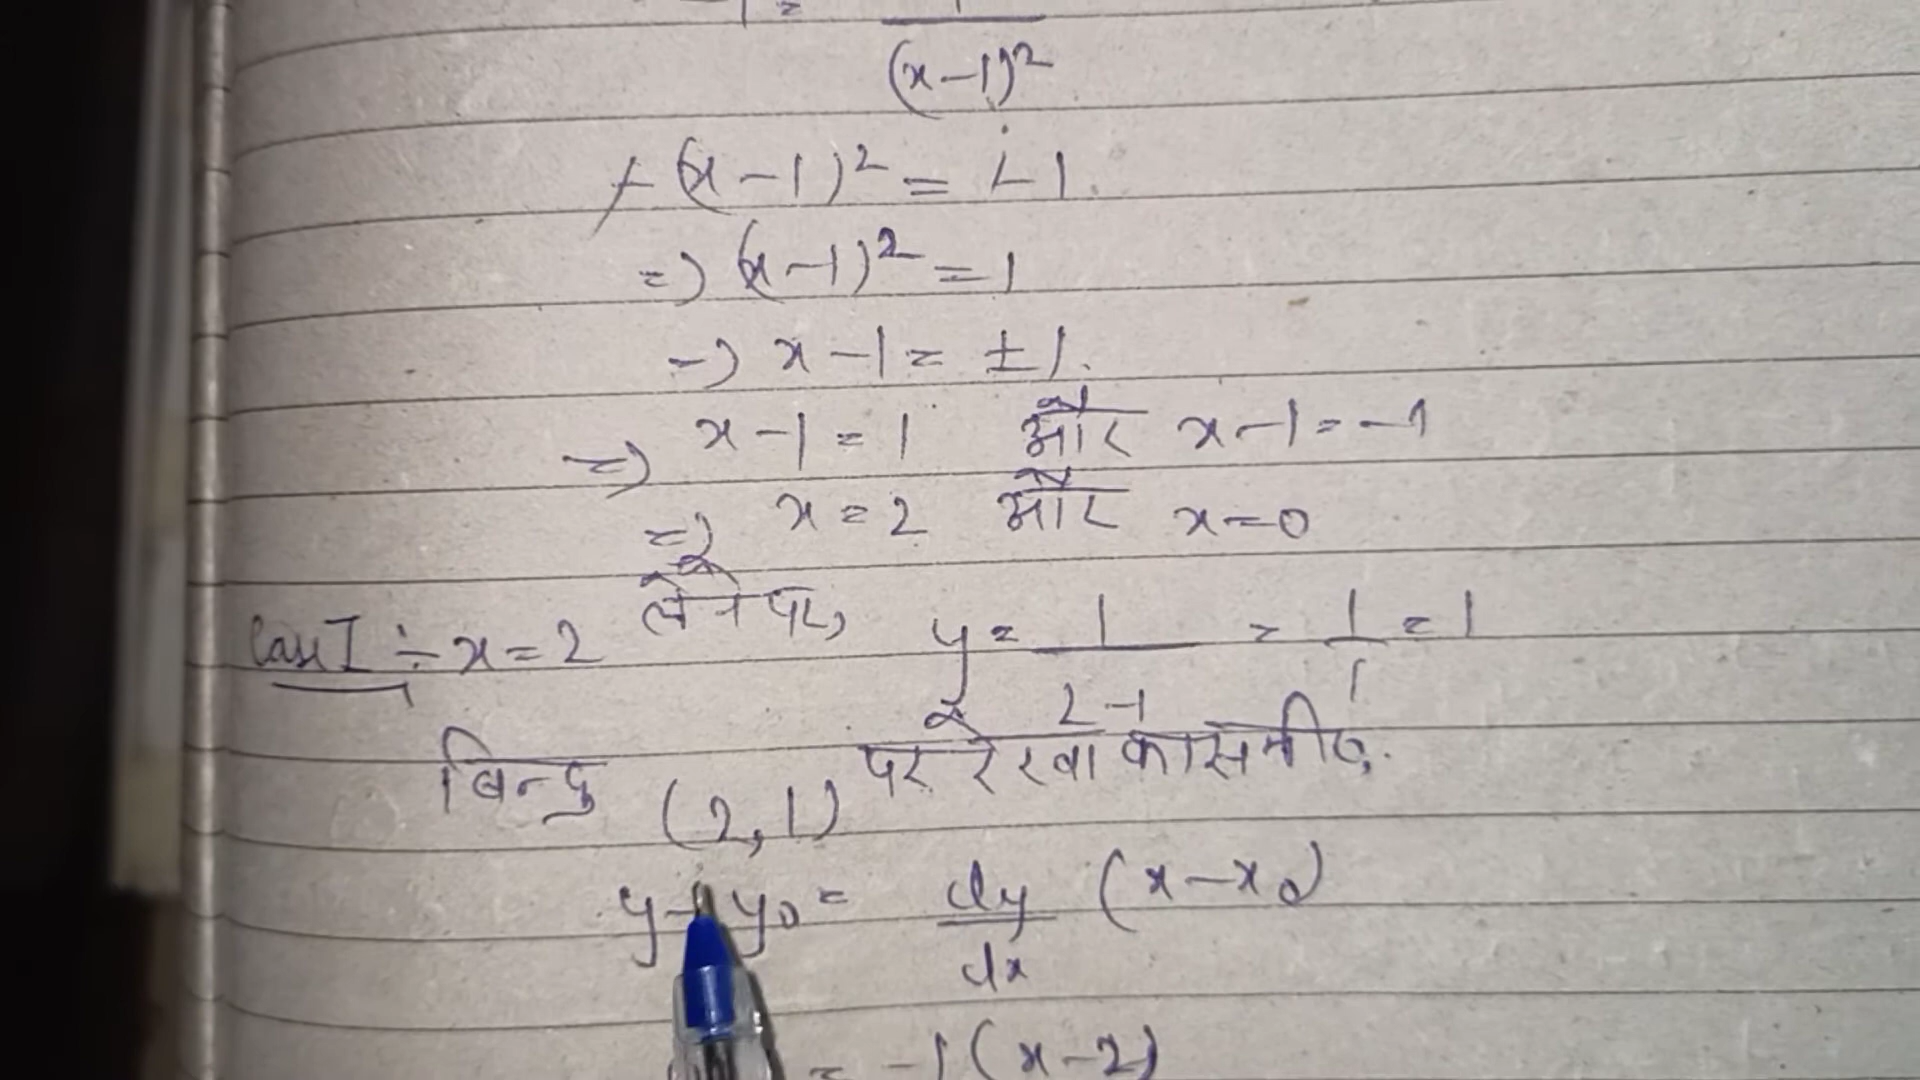 (x-1)²
-(x-1)² = -1
=) (x-1)² = 1
-) x-1 = ±1.
=) x-1 = 1 और x-1 = -1
=) x = 2 और x = 0
Case I ÷ x = 2 लेने पर, y = 1/(2-1) = 1/1 = 1
बिन्दु (2,1) पर रेखा का समी०.
y - y₀ = dy/dx (x-x₀)
= -1(x-2)